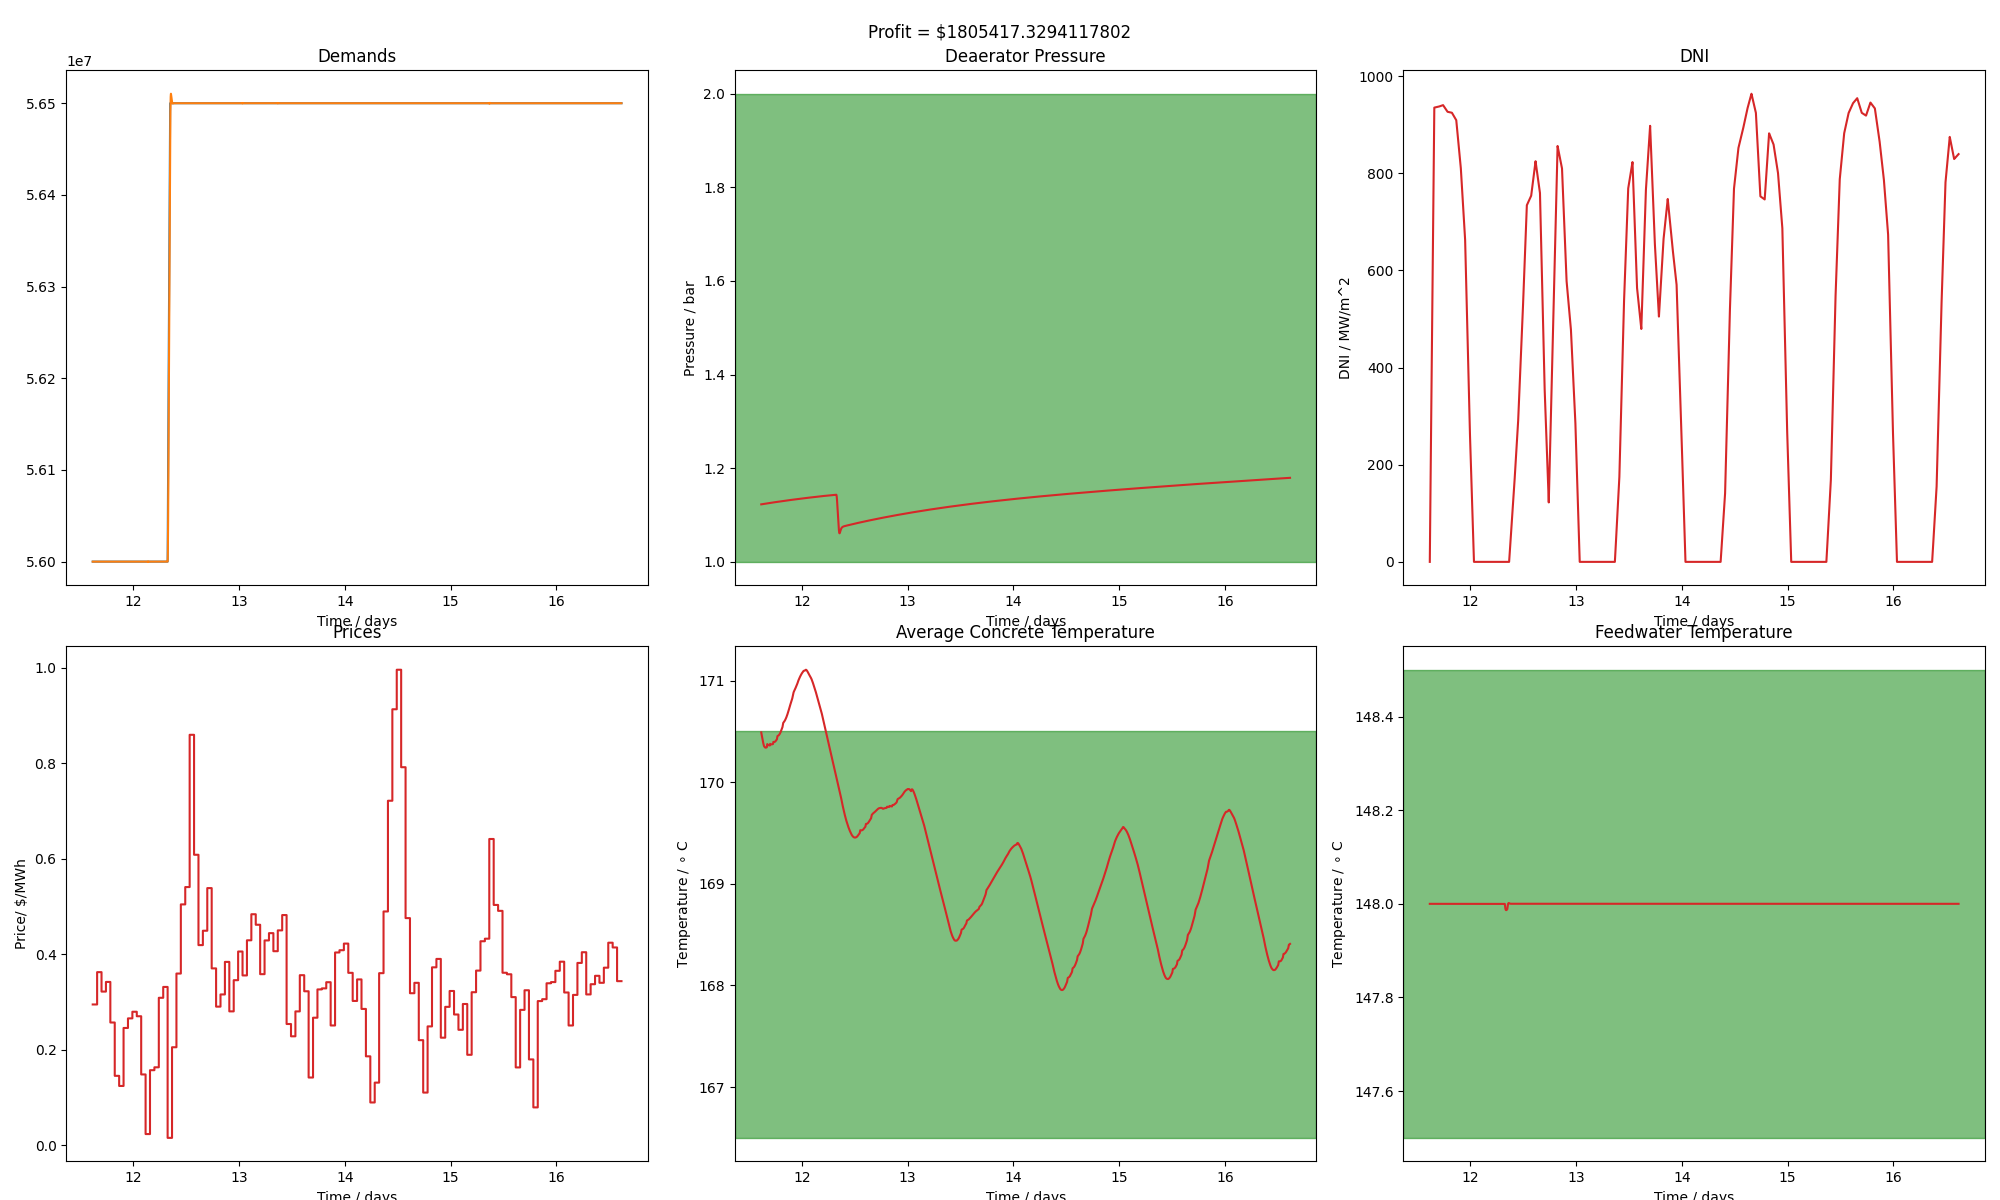 Profit = $1805417.3294117802
Demands
1e7
5.65
5.64
5.63
5.62
5.61
5.60
12 13 14 15 16
Time / days
Deaerator Pressure
Pressure / bar
2.0
1.8
1.6
1.4
1.2
1.0
12 13 14 15 16
Time / days
DNI
DNI / MW/m^2
1000
800
600
400
200
0
12 13 14 15 16
Time / days
Prices
Price/ $/MWh
1.0
0.8
0.6
0.4
0.2
0.0
12 13 14 15 16
Time / days
Average Concrete Temperature
Temperature / ∘ C
171
170
169
168
167
12 13 14 15 16
Time / days
Feedwater Temperature
Temperature / ∘ C
148.4
148.2
148.0
147.8
147.6
12 13 14 15 16
Time / days